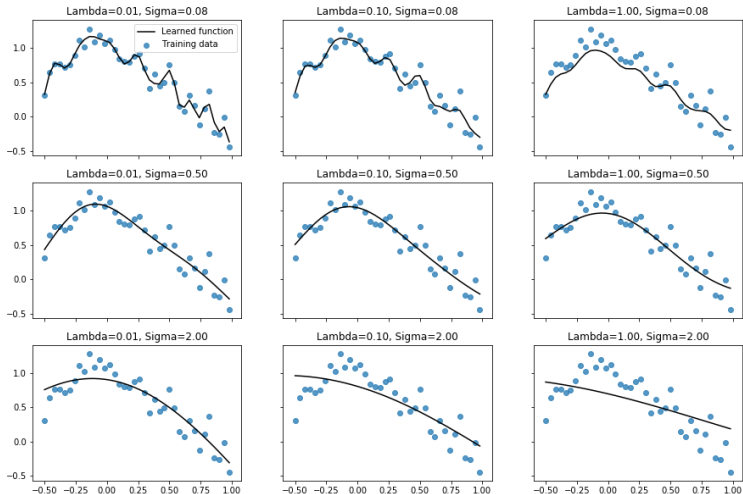 Lambda=0.01, Sigma=0.08
Lambda=0.10, Sigma=0.08
Lambda=1.00, Sigma=0.08
Learned function
Training data
1.0
0.5
0.0
−0.5
Lambda=0.01, Sigma=0.50
Lambda=0.10, Sigma=0.50
Lambda=1.00, Sigma=0.50
1.0
0.5
0.0
−0.5
Lambda=0.01, Sigma=2.00
Lambda=0.10, Sigma=2.00
Lambda=1.00, Sigma=2.00
1.0
0.5
0.0
−0.5
−0.50 −0.25 0.00 0.25 0.50 0.75 1.00
−0.50 −0.25 0.00 0.25 0.50 0.75 1.00
−0.50 −0.25 0.00 0.25 0.50 0.75 1.00